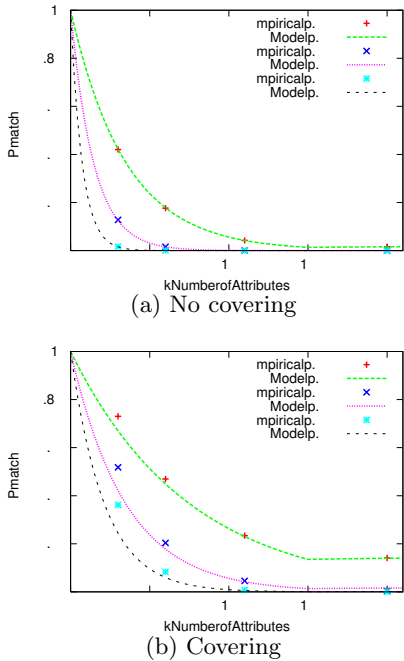 1
mpiricalp.
Modelp.
.8
mpiricalp.
Modelp.
mpiricalp.
Modelp.
.
.
.
Pmatch
1
1
kNumberofAttributes
(a) No covering
1
mpiricalp.
Modelp.
.8
mpiricalp.
Modelp.
mpiricalp.
Modelp.
.
.
.
Pmatch
1
1
kNumberofAttributes
(b) Covering